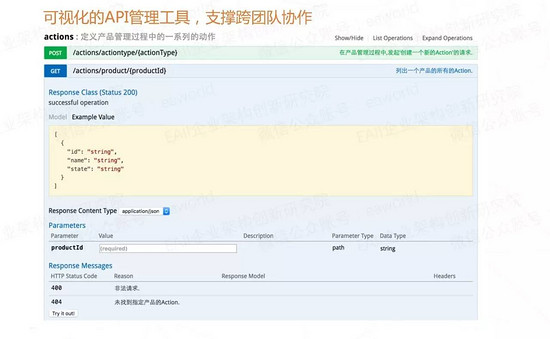 可视化的API管理工具，支撑跨团队协作
actions : 定义产品管理过程中的一系列的动作
Show/Hide | List Operations | Expand Operations
POST /actions/actiontype/{actionType} 在产品管理过程中,发起'创建一个新的Action'的请求.
GET /actions/product/{productId} 列出一个产品的所有的Action.
Response Class (Status 200)
successful operation
Model Example Value
[
{
"id": "string",
"name": "string",
"state": "string"
}
]
Response Content Type application/json
Parameters
Parameter Value Description Parameter Type Data Type
productId (required) path string
Response Messages
HTTP Status Code Reason Response Model Headers
400 非法请求.
404 未找到指定产品的Action.
Try it out!